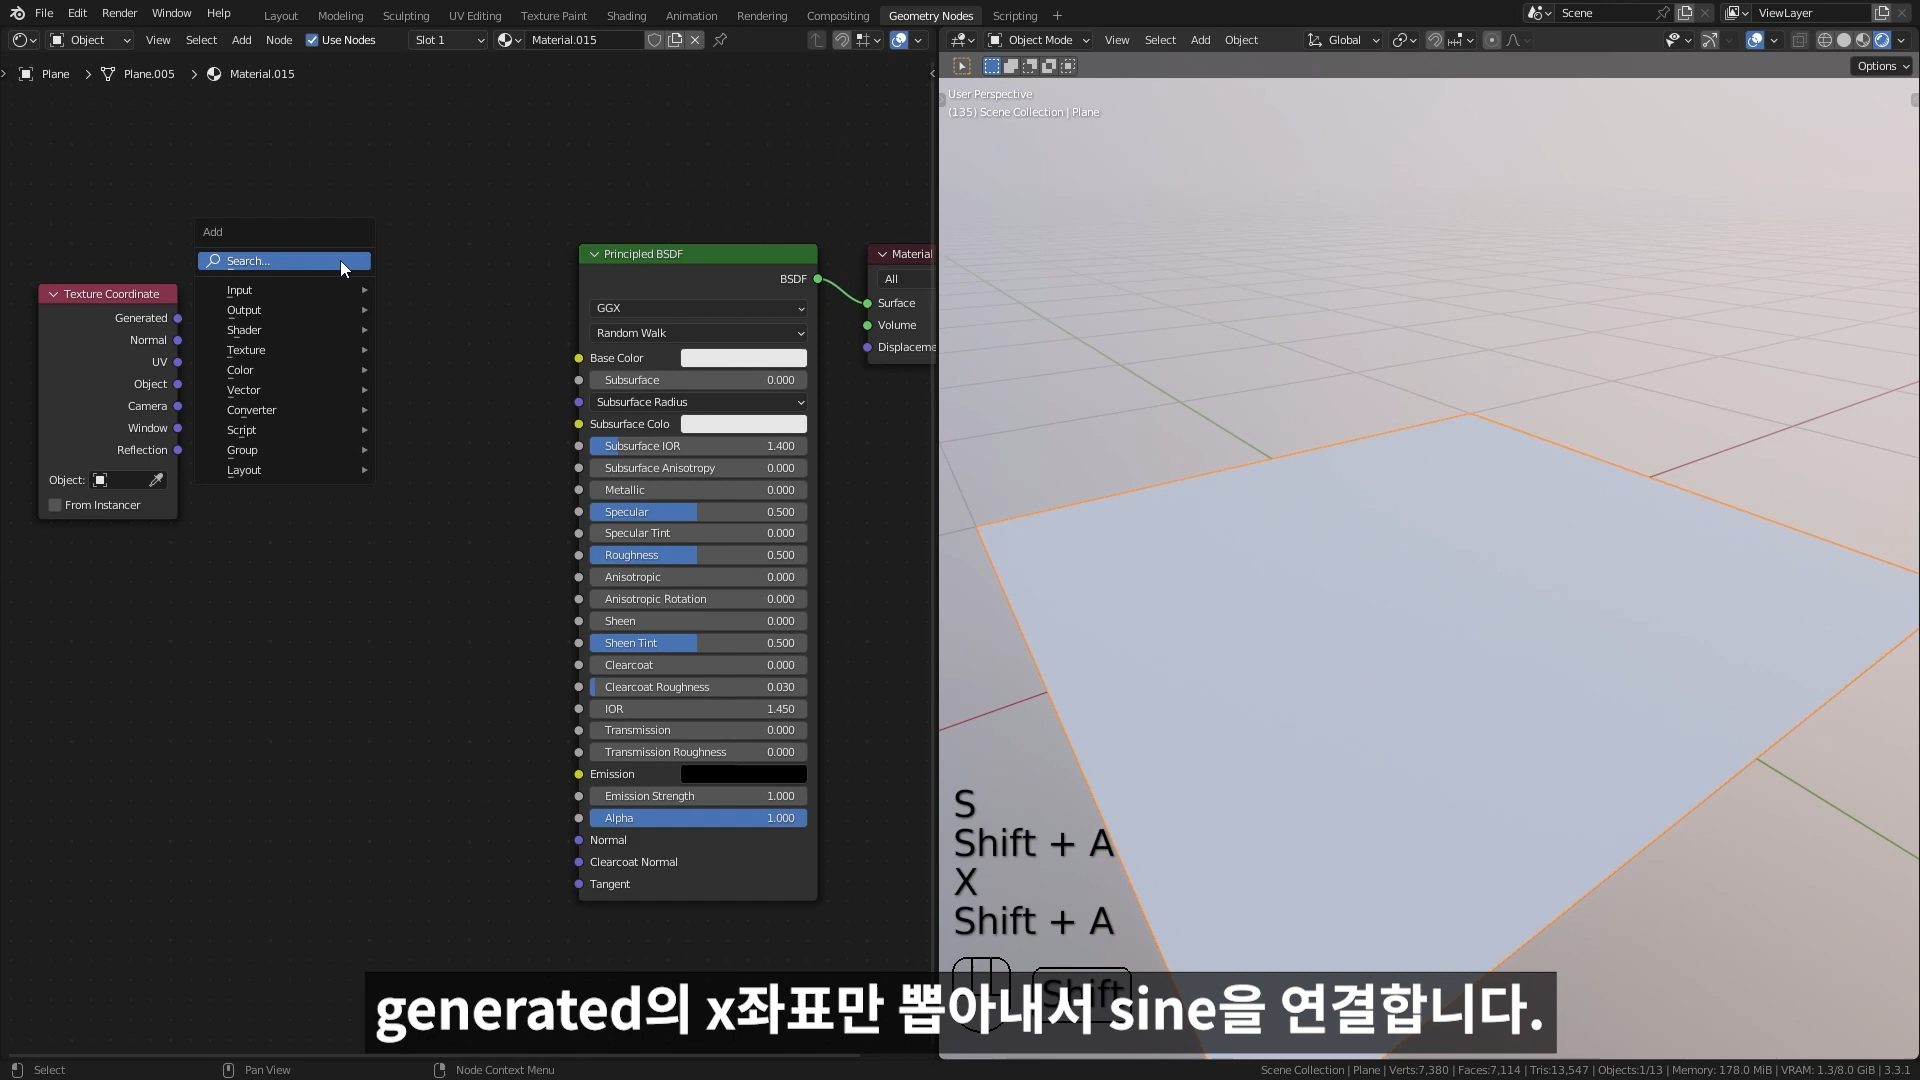 File Edit Render Window Help Layout Modeling Sculpting UV Editing Texture Paint Shading Animation Rendering Compositing Geometry Nodes Scripting + Scene ViewLayer
Object View Select Add Node Use Nodes Slot 1 Material.015 Object Mode View Select Add Object Global
Plane > Plane.005 > Material.015
Options
User Perspective
(135) Scene Collection | Plane
Add
Search...
Input
Output
Shader
Texture
Color
Vector
Converter
Script
Group
Layout
Texture Coordinate
Generated
Normal
UV
Object
Camera
Window
Reflection
Object:
From Instancer
Principled BSDF
BSDF
GGX
Random Walk
Base Color
Subsurface 0.000
Subsurface Radius
Subsurface Colo
Subsurface IOR 1.400
Subsurface Anisotropy 0.000
Metallic 0.000
Specular 0.500
Specular Tint 0.000
Roughness 0.500
Anisotropic 0.000
Anisotropic Rotation 0.000
Sheen 0.000
Sheen Tint 0.500
Clearcoat 0.000
Clearcoat Roughness 0.030
IOR 1.450
Transmission 0.000
Transmission Roughness 0.000
Emission
Emission Strength 1.000
Alpha 1.000
Normal
Clearcoat Normal
Tangent
Material
All
Surface
Volume
Displaceme
S
Shift + A
X
Shift + A
Shift
generated의 x좌표만 뽑아내서 sine을 연결합니다.
Select Pan View Node Context Menu Scene Collection | Plane | Verts:7,380 | Faces:7,114 | Tris:13,547 | Objects:1/13 | Memory: 178.0 MiB | VRAM: 1.3/8.0 GiB | 3.3.1